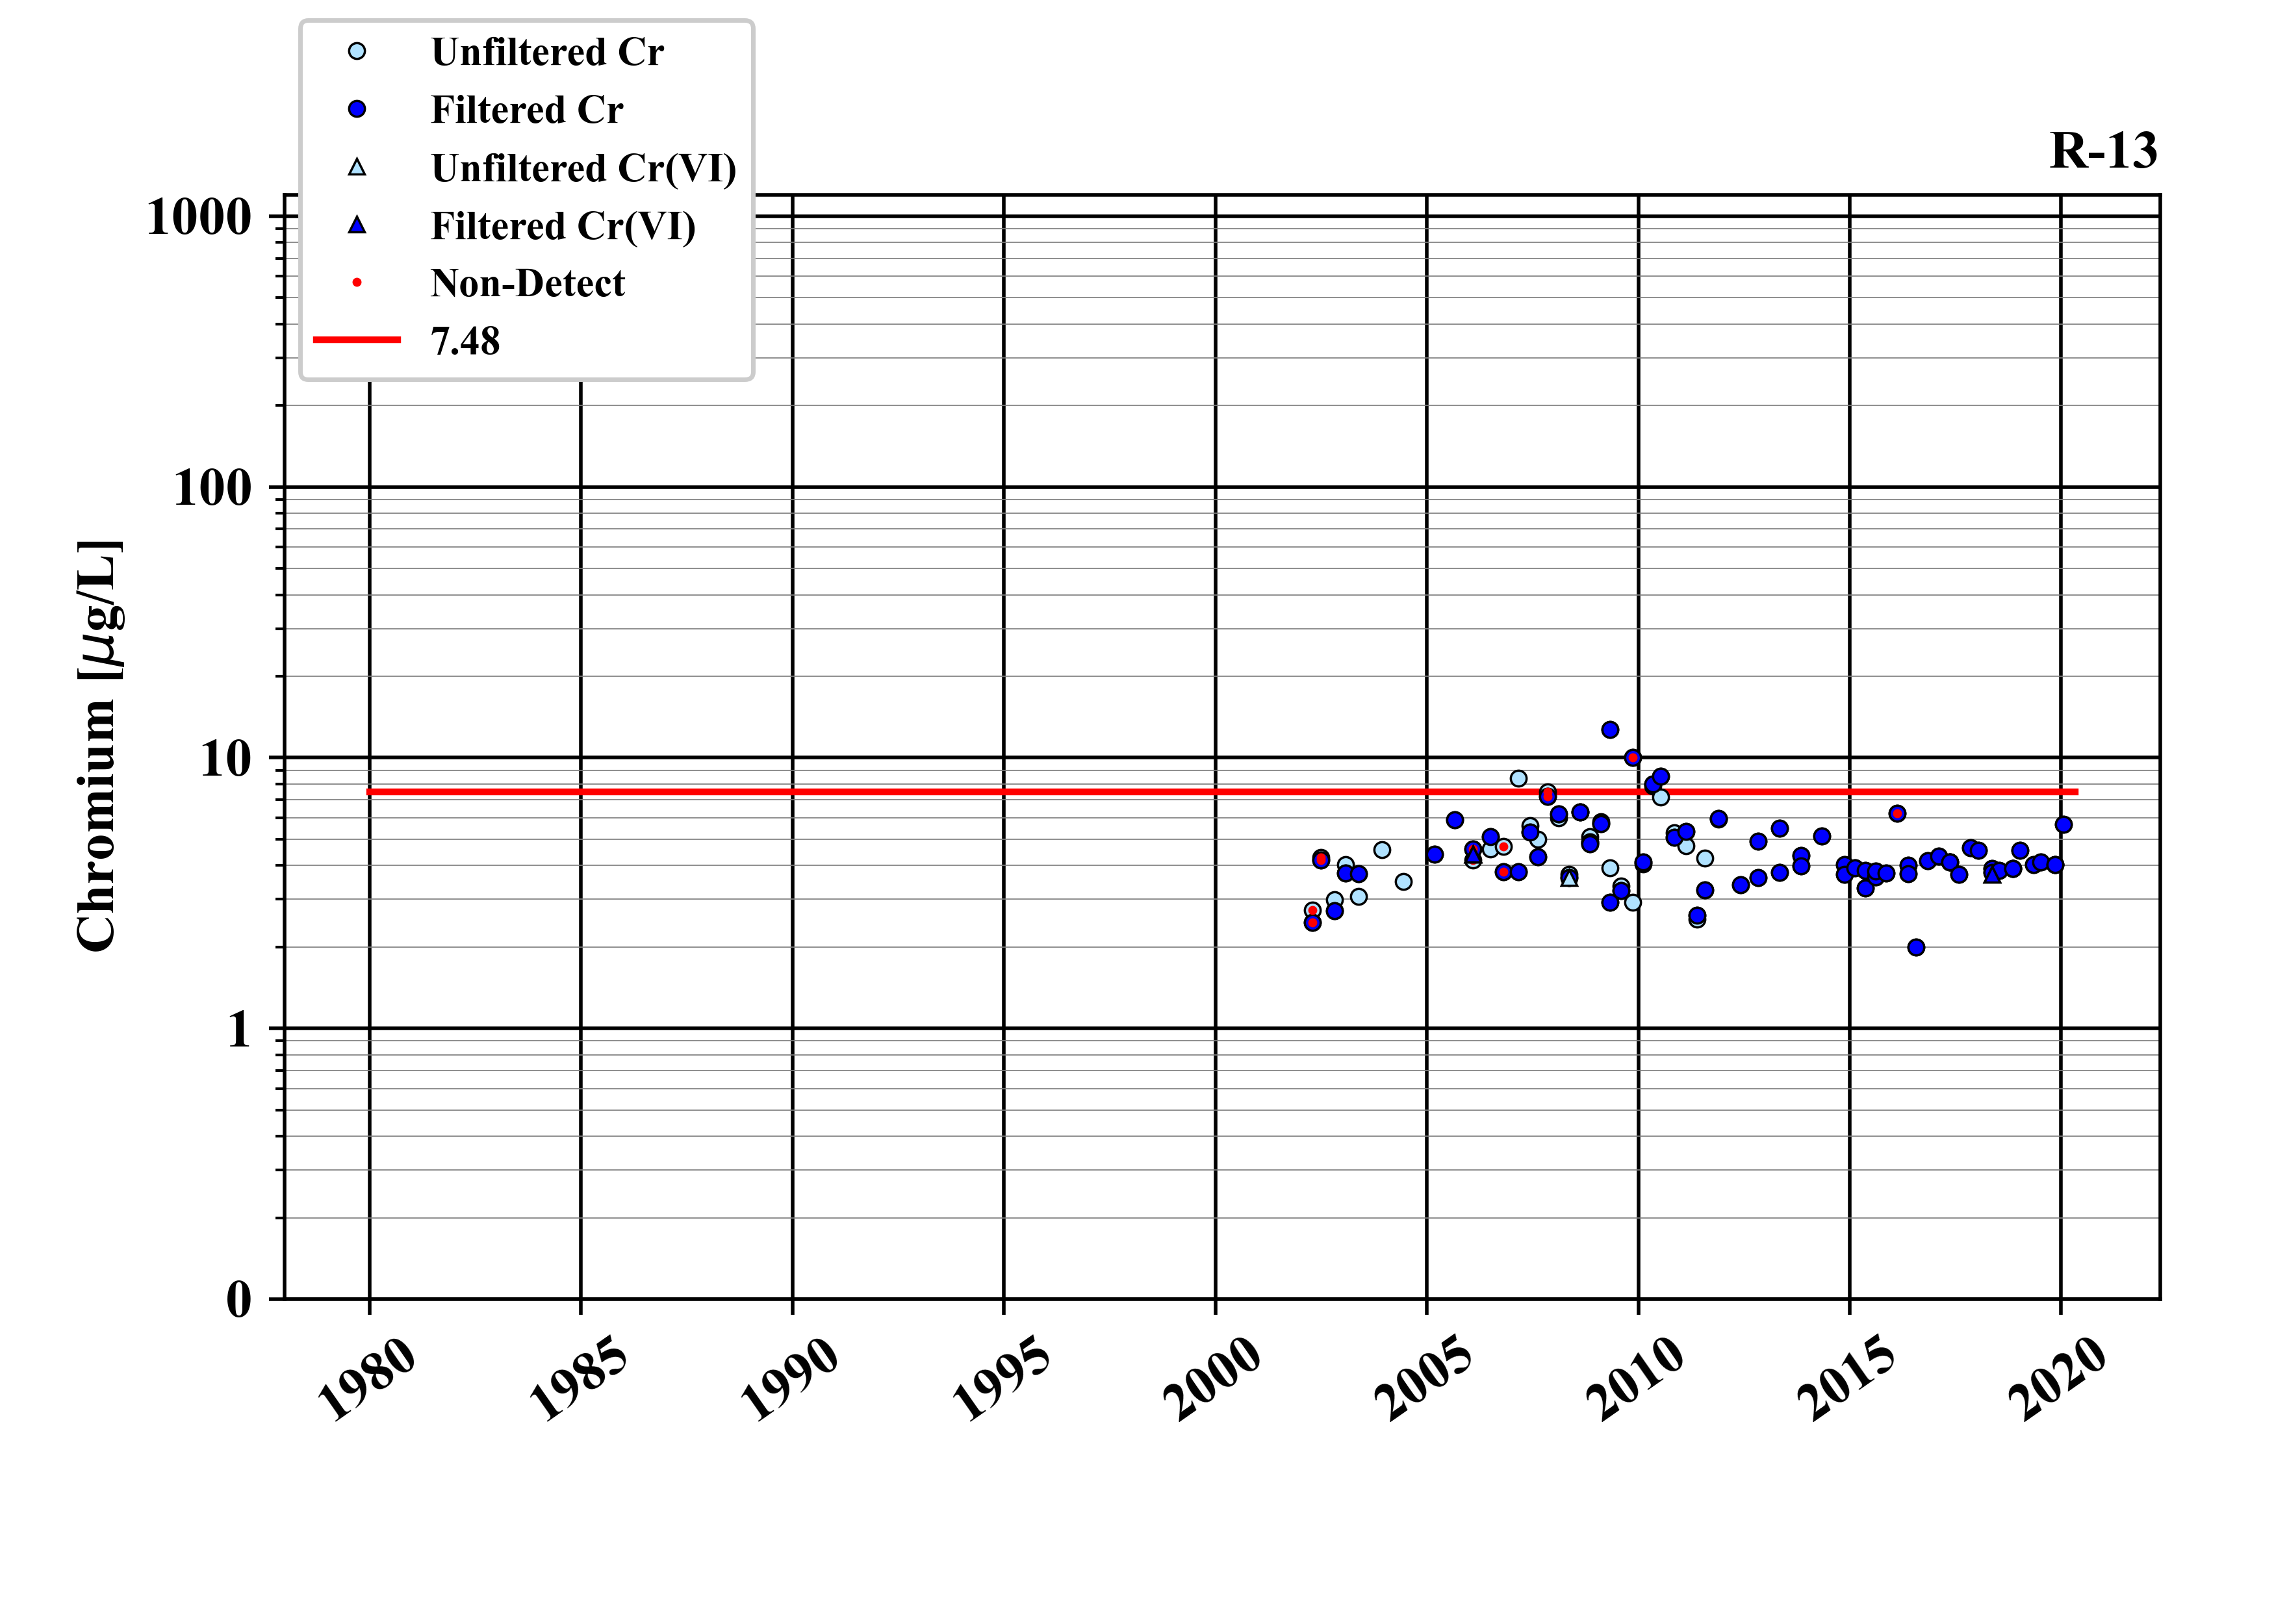 Unfiltered Cr
Filtered Cr
Unfiltered Cr(VI)
Filtered Cr(VI)
Non-Detect
7.48
R-13
1000
100
10
1
0
Chromium [μg/L]
1980
1985
1990
1995
2000
2005
2010
2015
2020